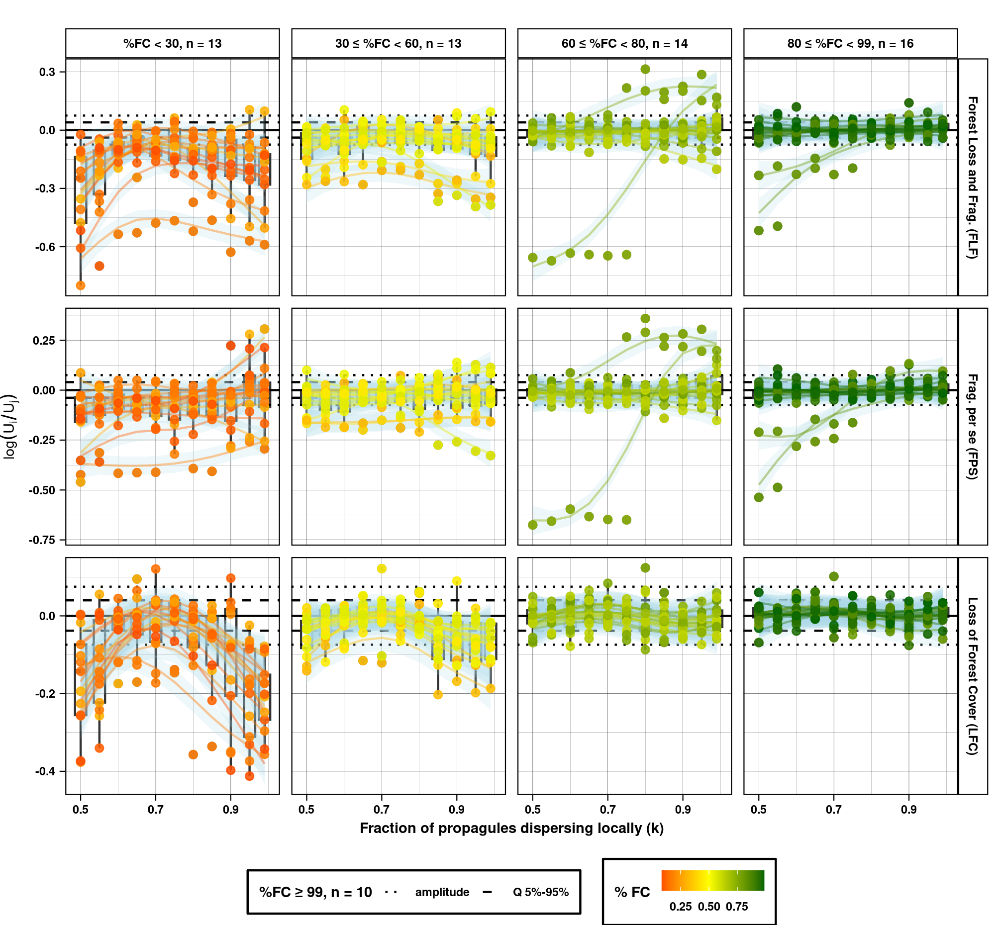 %FC < 30, n = 13
30 ≤ %FC < 60, n = 13
60 ≤ %FC < 80, n = 14
80 ≤ %FC < 99, n = 16
0.3
0.0
-0.3
-0.6
Forest Loss and Frag. (FLF)
0.25
0.00
-0.25
-0.50
-0.75
Frag. per se (FPS)
log(Ui/Uj)
0.0
-0.2
-0.4
Loss of Forest Cover (LFC)
0.5 0.7 0.9 0.5 0.7 0.9 0.5 0.7 0.9 0.5 0.7 0.9
Fraction of propagules dispersing locally (k)
%FC ≥ 99, n = 10 amplitude Q 5%-95%
% FC
0.25 0.50 0.75